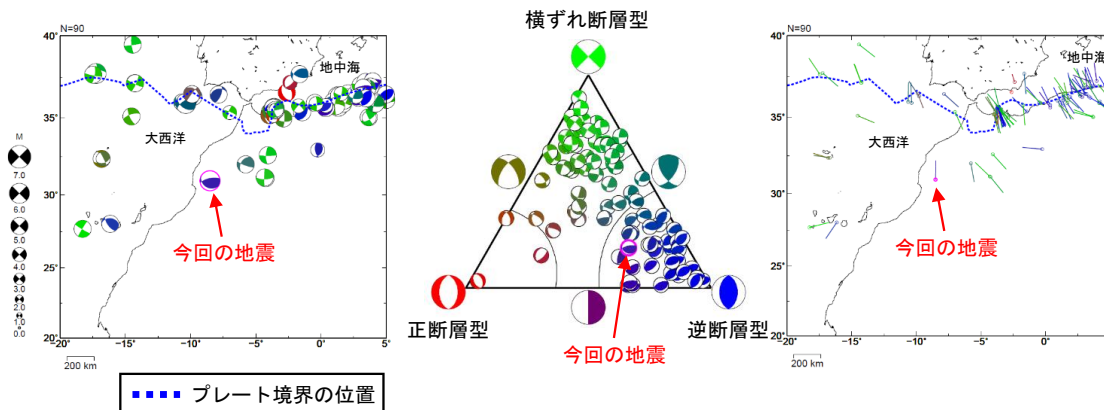 横ずれ断層型
N=90
40°
35°
30°
25°
20°
-20°
-15°
-10°
-5°
0°
5°
地中海
大西洋
今回の地震
M
7.0
6.0
5.0
4.0
3.0
2.0
1.0
0.0
200 km
正断層型
逆断層型
今回の地震
N=90
40°
35°
30°
25°
20°
-20°
-15°
-10°
-5°
0°
地中海
大西洋
今回の地震
200 km
プレート境界の位置